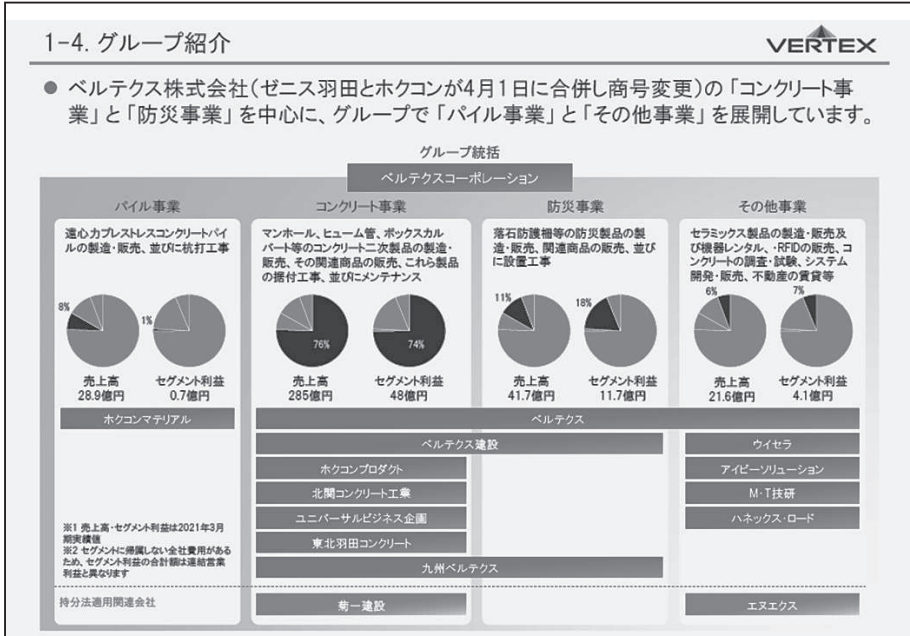 1-4. グループ紹介
VERTEX
● ベルテクス株式会社(ゼニス羽田とホクコンが4月1日に合併し商号変更)の「コンクリート事
業」と「防災事業」を中心に、グループで「パイル事業」と「その他事業」を展開しています。
グループ統括
ベルテクスコーポレーション
パイル事業
遠心力プレストレスコンクリートパイ
ルの製造・販売、並びに杭打工事
8%
1%
売上高
28.9億円
セグメント利益
0.7億円
コンクリート事業
マンホール、ヒューム管、ボックスカル
バート等のコンクリート二次製品の製造・
販売、その関連商品の販売、これら製品
の据付工事、並びにメンテナンス
76%
74%
売上高
285億円
セグメント利益
48億円
防災事業
落石防護柵等の防災製品の製
造・販売、関連商品の販売、並び
に設置工事
11%
18%
売上高
41.7億円
セグメント利益
11.7億円
その他事業
セラミックス製品の製造・販売及
び機器レンタル、・RFIDの販売、コ
ンクリートの調査・試験、システム
開発・販売、不動産の賃貸等
6%
7%
売上高
21.6億円
セグメント利益
4.1億円
ホクコンマテリアル
ベルテクス
ベルテクス建設
ウイセラ
ホクコンプロダクト
アイビーソリューション
北関コンクリート工業
M・T技研
ユニバーサルビジネス企画
ハネックス・ロード
東北羽田コンクリート
九州ベルテクス
※1 売上高・セグメント利益は2021年3月
期実績値
※2 セグメントに帰属しない全社費用がある
ため、セグメント利益の合計額は連結営業
利益と異なります
持分法適用関連会社
菊一建設
エヌエクス